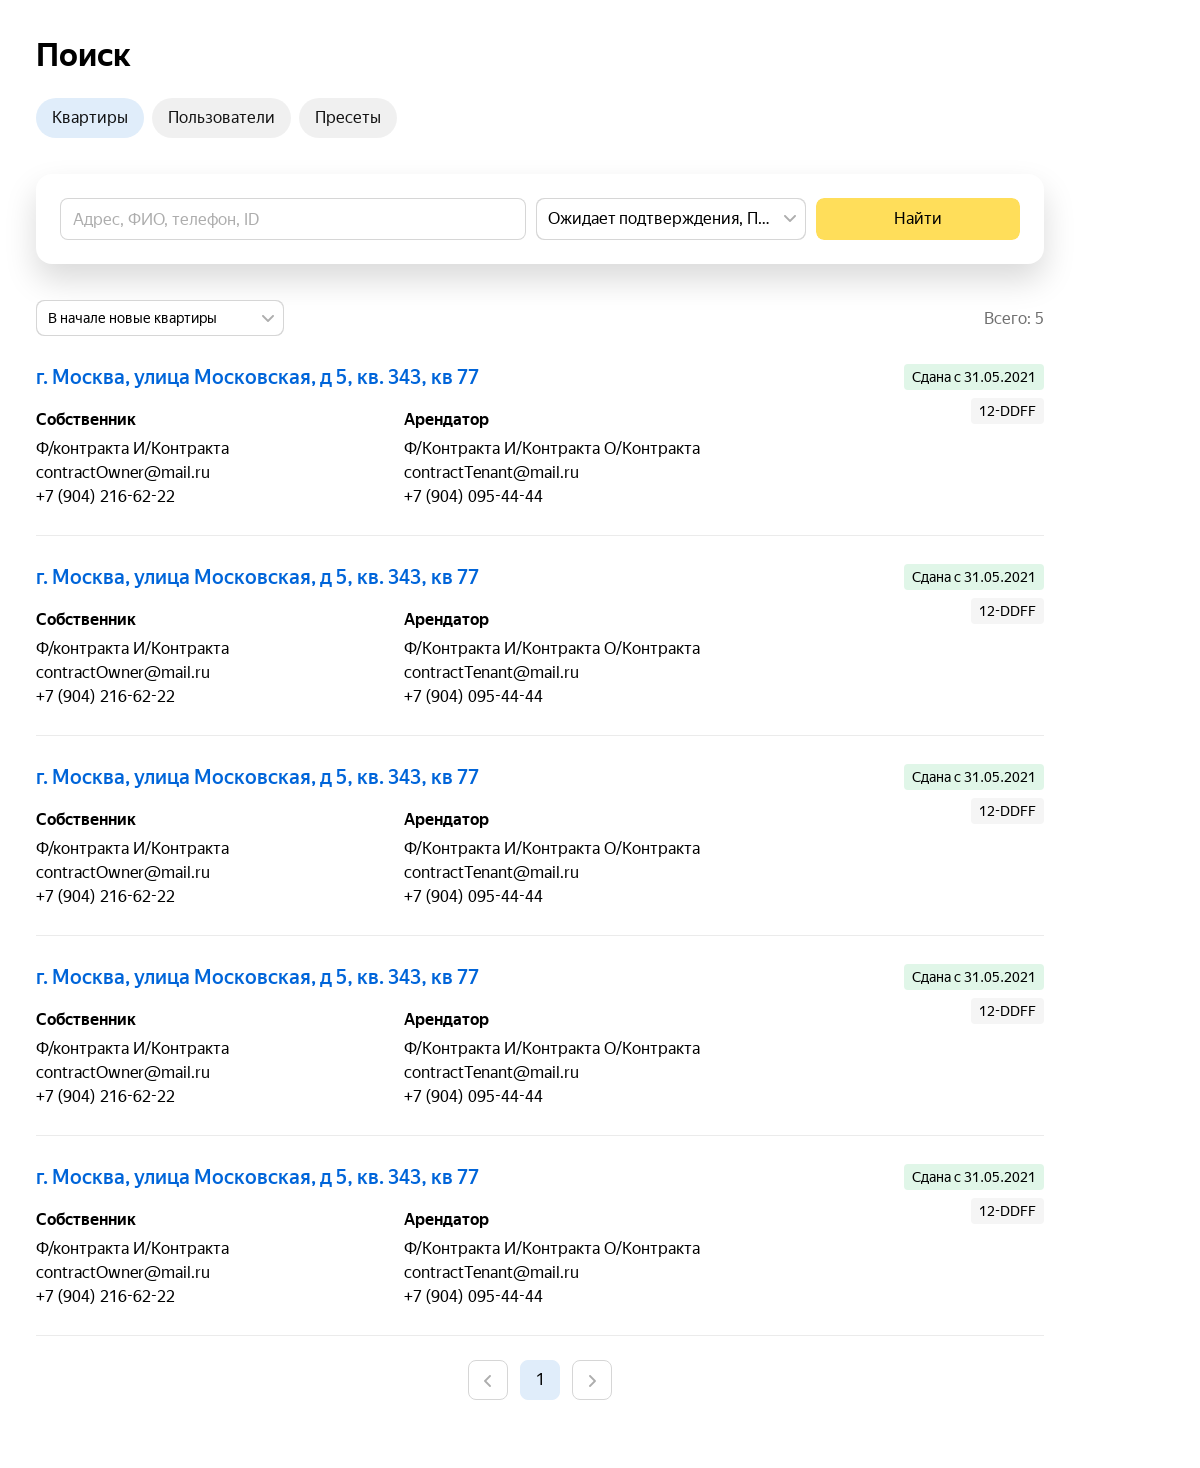 Поиск
Квартиры Пользователи Пресеты
Адрес, ФИО, телефон, ID Ожидает подтверждения, П... Найти
В начале новые квартиры Всего: 5
г. Москва, улица Московская, д 5, кв. 343, кв 77 Сдана с 31.05.2021
12-DDFF
Собственник Арендатор
Ф/контракта И/Контракта Ф/Контракта И/Контракта О/Контракта
contractOwner@mail.ru contractTenant@mail.ru
+7 (904) 216-62-22 +7 (904) 095-44-44
г. Москва, улица Московская, д 5, кв. 343, кв 77 Сдана с 31.05.2021
12-DDFF
Собственник Арендатор
Ф/контракта И/Контракта Ф/Контракта И/Контракта О/Контракта
contractOwner@mail.ru contractTenant@mail.ru
+7 (904) 216-62-22 +7 (904) 095-44-44
г. Москва, улица Московская, д 5, кв. 343, кв 77 Сдана с 31.05.2021
12-DDFF
Собственник Арендатор
Ф/контракта И/Контракта Ф/Контракта И/Контракта О/Контракта
contractOwner@mail.ru contractTenant@mail.ru
+7 (904) 216-62-22 +7 (904) 095-44-44
г. Москва, улица Московская, д 5, кв. 343, кв 77 Сдана с 31.05.2021
12-DDFF
Собственник Арендатор
Ф/контракта И/Контракта Ф/Контракта И/Контракта О/Контракта
contractOwner@mail.ru contractTenant@mail.ru
+7 (904) 216-62-22 +7 (904) 095-44-44
г. Москва, улица Московская, д 5, кв. 343, кв 77 Сдана с 31.05.2021
12-DDFF
Собственник Арендатор
Ф/контракта И/Контракта Ф/Контракта И/Контракта О/Контракта
contractOwner@mail.ru contractTenant@mail.ru
+7 (904) 216-62-22 +7 (904) 095-44-44
1